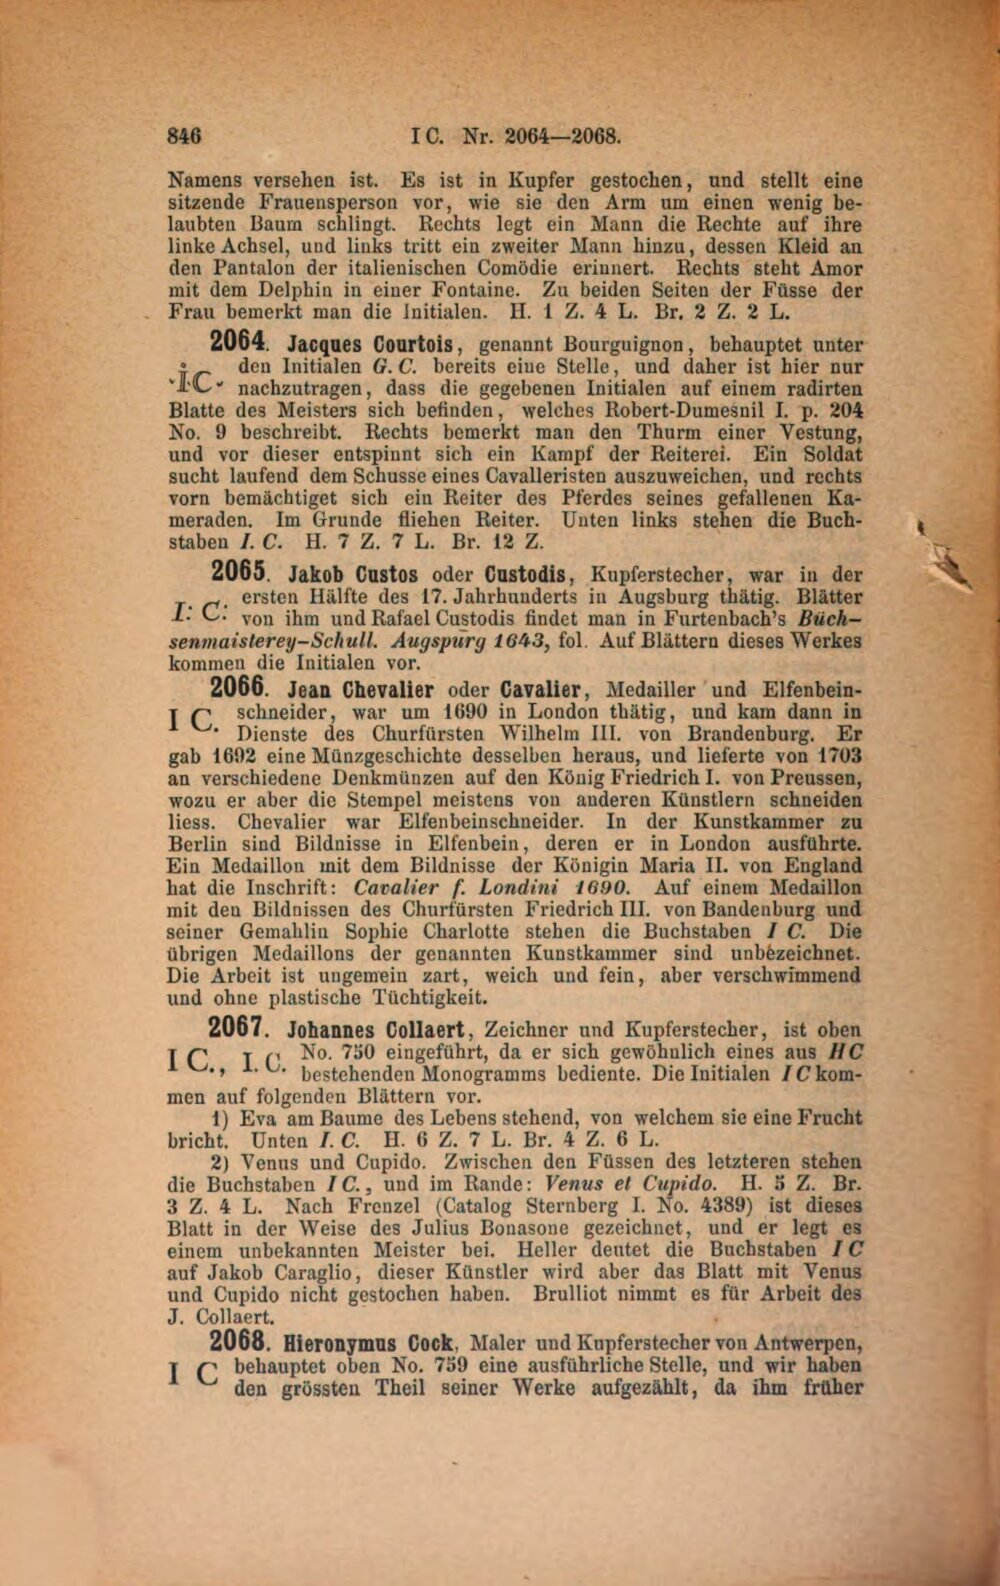 846 I C. Nr. 2064—2068.
Namens versehen ist. Es ist in Kupfer gestochen, und stellt eine
sitzende Frauensperson vor, wie sie den Arm um einen wenig be-
laubten Baum schlingt. Rechts legt ein Mann die Rechte auf ihre
linke Achsel, und links tritt ein zweiter Mann hinzu, dessen Kleid an
den Pantalon der italienischen Comödie erinnert. Rechts steht Amor
mit dem Delphin in einer Fontaine. Zu beiden Seiten der Füsse der
Frau bemerkt man die Initialen. H. 1 Z. 4 L. Br. 2 Z. 2 L.
2064. Jacques Courtois, genannt Bourguignon, behauptet unter
den Initialen G. C. bereits eine Stelle, und daher ist hier nur
I C nachzutragen, dass die gegebenen Initialen auf einem radirten
Blatte des Meisters sich befinden, welches Robert-Dumesnil I. p. 204
No. 9 beschreibt. Rechts bemerkt man den Thurm einer Vestung,
und vor dieser entspinnt sich ein Kampf der Reiterei. Ein Soldat
sucht laufend dem Schusse eines Cavalleristen auszuweichen, und rechts
vorn bemächtiget sich ein Reiter des Pferdes seines gefallenen Ka-
meraden. Im Grunde fliehen Reiter. Unten links stehen die Buch-
staben I. C. H. 7 Z. 7 L. Br. 12 Z.
2065. Jakob Custos oder Custodis, Kupferstecher, war in der
ersten Hälfte des 17. Jahrhunderts in Augsburg thätig. Blätter
I: C: von ihm und Rafael Custodis findet man in Furtenbach's Büch-
senmaisterey-Schull. Augspurg 1643, fol. Auf Blättern dieses Werkes
kommen die Initialen vor.
2066. Jean Chevalier oder Cavalier, Medailler und Elfenbein-
I C. schneider, war um 1690 in London thätig, und kam dann in
Dienste des Churfürsten Wilhelm III. von Brandenburg. Er
gab 1692 eine Münzgeschichte desselben heraus, und lieferte von 1703
an verschiedene Denkmünzen auf den König Friedrich I. von Preussen,
wozu er aber die Stempel meistens von anderen Künstlern schneiden
liess. Chevalier war Elfenbeinschneider. In der Kunstkammer zu
Berlin sind Bildnisse in Elfenbein, deren er in London ausführte.
Ein Medaillon mit dem Bildnisse der Königin Maria II. von England
hat die Inschrift: Cavalier f. Londini 1690. Auf einem Medaillon
mit den Bildnissen des Churfürsten Friedrich III. von Bandenburg und
seiner Gemahlin Sophie Charlotte stehen die Buchstaben I C. Die
übrigen Medaillons der genannten Kunstkammer sind unbezeichnet.
Die Arbeit ist ungemein zart, weich und fein, aber verschwimmend
und ohne plastische Tüchtigkeit.
2067. Johannes Collaert, Zeichner und Kupferstecher, ist oben
I C., I. C. No. 750 eingeführt, da er sich gewöhnlich eines aus HC
bestehenden Monogramms bediente. Die Initialen I C kom-
men auf folgenden Blättern vor.
1) Eva am Baume des Lebens stehend, von welchem sie eine Frucht
bricht. Unten I. C. H. 6 Z. 7 L. Br. 4 Z. 6 L.
2) Venus und Cupido. Zwischen den Füssen des letzteren stehen
die Buchstaben I C., und im Rande: Venus et Cupido. H. 5 Z. Br.
3 Z. 4 L. Nach Frenzel (Catalog Sternberg I. No. 4389) ist dieses
Blatt in der Weise des Julius Bonasone gezeichnet, und er legt es
einem unbekannten Meister bei. Heller deutet die Buchstaben I C
auf Jakob Caraglio, dieser Künstler wird aber das Blatt mit Venus
und Cupido nicht gestochen haben. Brulliot nimmt es für Arbeit des
J. Collaert.
2068. Hieronymus Cock, Maler und Kupferstecher von Antwerpen,
I C behauptet oben No. 759 eine ausführliche Stelle, und wir haben
den grössten Theil seiner Werke aufgezählt, da ihm früher